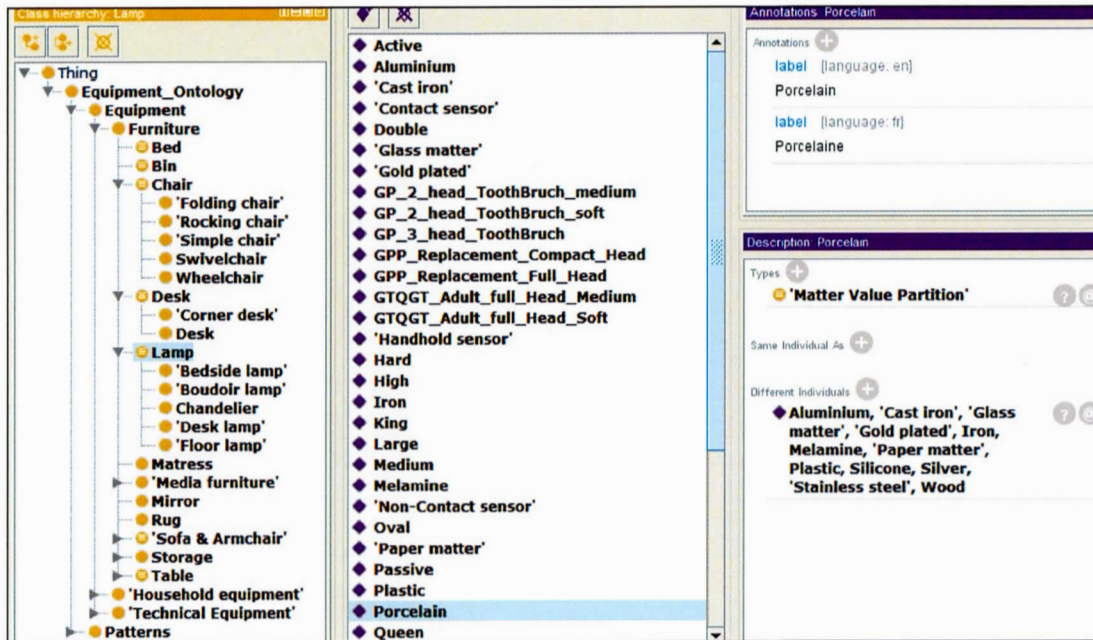 Class hierarchy: Lamp
Thing
Equipment_Ontology
Equipment
Furniture
Bed
Bin
Chair
'Folding chair'
'Rocking chair'
'Simple chair'
Swivelchair
Wheelchair
Desk
'Corner desk'
Desk
Lamp
'Bedside lamp'
'Boudoir lamp'
Chandelier
'Desk lamp'
'Floor lamp'
Matress
'Media furniture'
Mirror
Rug
'Sofa & Armchair'
Storage
Table
'Household equipment'
'Technical Equipment'
Patterns
Active
Aluminium
'Cast iron'
'Contact sensor'
Double
'Glass matter'
'Gold plated'
GP_2_head_ToothBruch_medium
GP_2_head_ToothBruch_soft
GP_3_head_ToothBruch
GPP_Replacement_Compact_Head
GPP_Replacement_Full_Head
GTQGT_Adult_full_Head_Medium
GTQGT_Adult_full_Head_Soft
'Handhold sensor'
Hard
High
Iron
King
Large
Medium
Melamine
'Non-Contact sensor'
Oval
'Paper matter'
Passive
Plastic
Porcelain
Queen
Annotations: Porcelain
Annotations
label [language: en]
Porcelain
label [language: fr]
Porcelaine
Description: Porcelain
Types
'Matter Value Partition'
Same Individual As
Different Individuals
Aluminium, 'Cast iron', 'Glass
matter', 'Gold plated', Iron,
Melamine, 'Paper matter',
Plastic, Silicone, Silver,
'Stainless steel', Wood